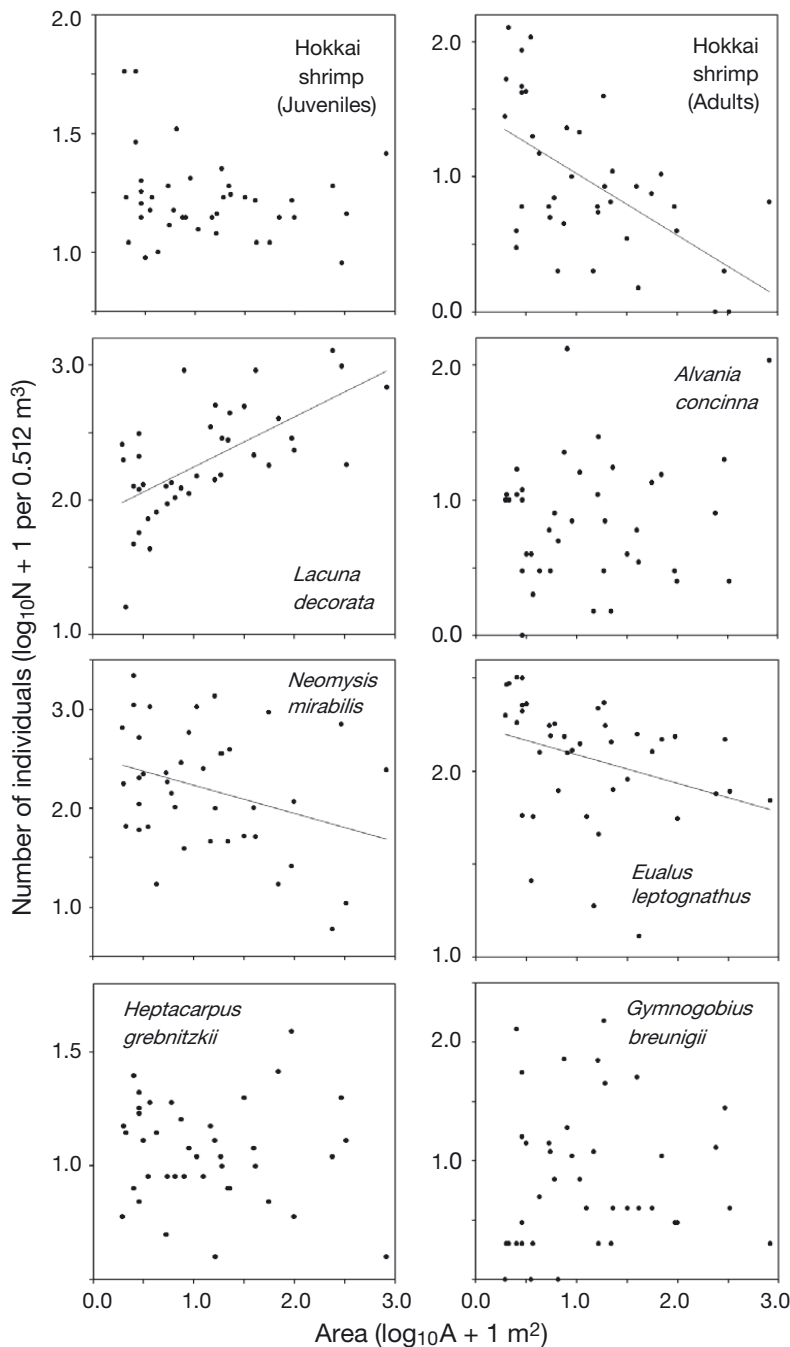 2.0
1.5
1.0
Hokkai
shrimp
(Juveniles)
2.0
1.0
0.0
Hokkai
shrimp
(Adults)
3.0
2.0
1.0
Lacuna
decorata
2.0
1.0
0.0
Alvania
concinna
3.0
2.0
1.0
Neomysis
mirabilis
2.0
1.0
Eualus
leptognathus
1.5
1.0
Heptacarpus
grebnitzkii
0.0 1.0 2.0 3.0
2.0
1.0
Gymnogobius
breunigii
0.0 1.0 2.0 3.0
Number of individuals (log₁₀N + 1 per 0.512 m³)
Area (log₁₀A + 1 m²)